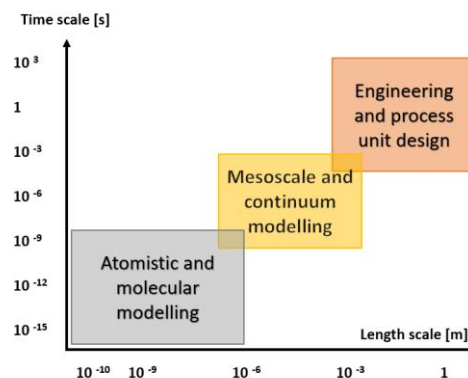 Time scale [s]
10 3
1
10 -3
10 -6
10 -9
10 -12
10 -15
Engineering
and process
unit design
Mesoscale and
continuum
modelling
Atomistic and
molecular
modelling
Length scale [m]
10 -10 10 -9 10 -6 10 -3 1